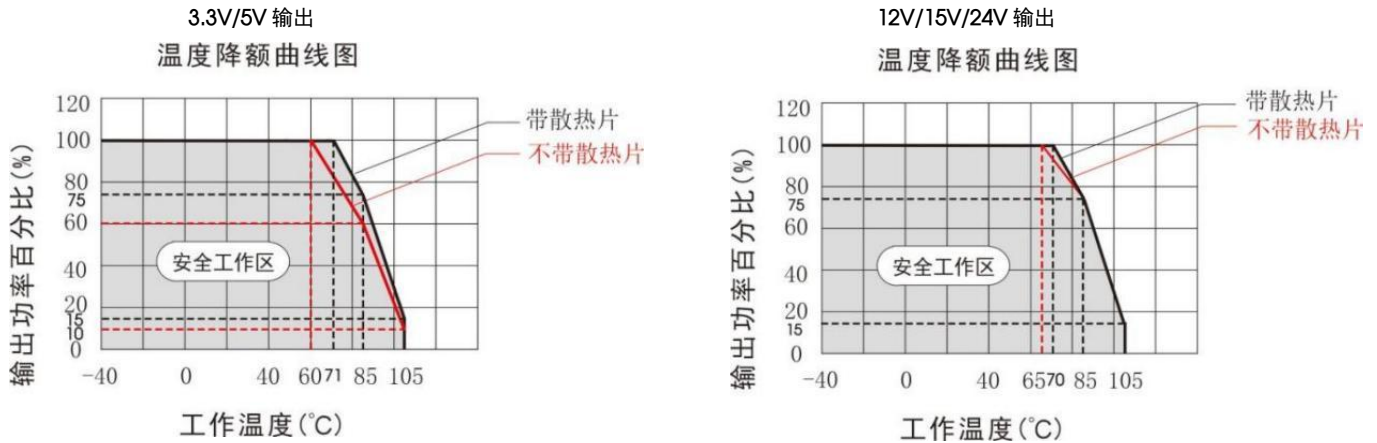 3.3V/5V 输出
温度降额曲线图
输出功率百分比(%)
120
100
80
75
60
40
20
15
10
0
安全工作区
带散热片
不带散热片
-40 0 40 60 71 85 105
工作温度(℃)
12V/15V/24V 输出
温度降额曲线图
输出功率百分比(%)
120
100
80
75
60
40
20
15
0
安全工作区
带散热片
不带散热片
-40 0 40 65 70 85 105
工作温度(℃)